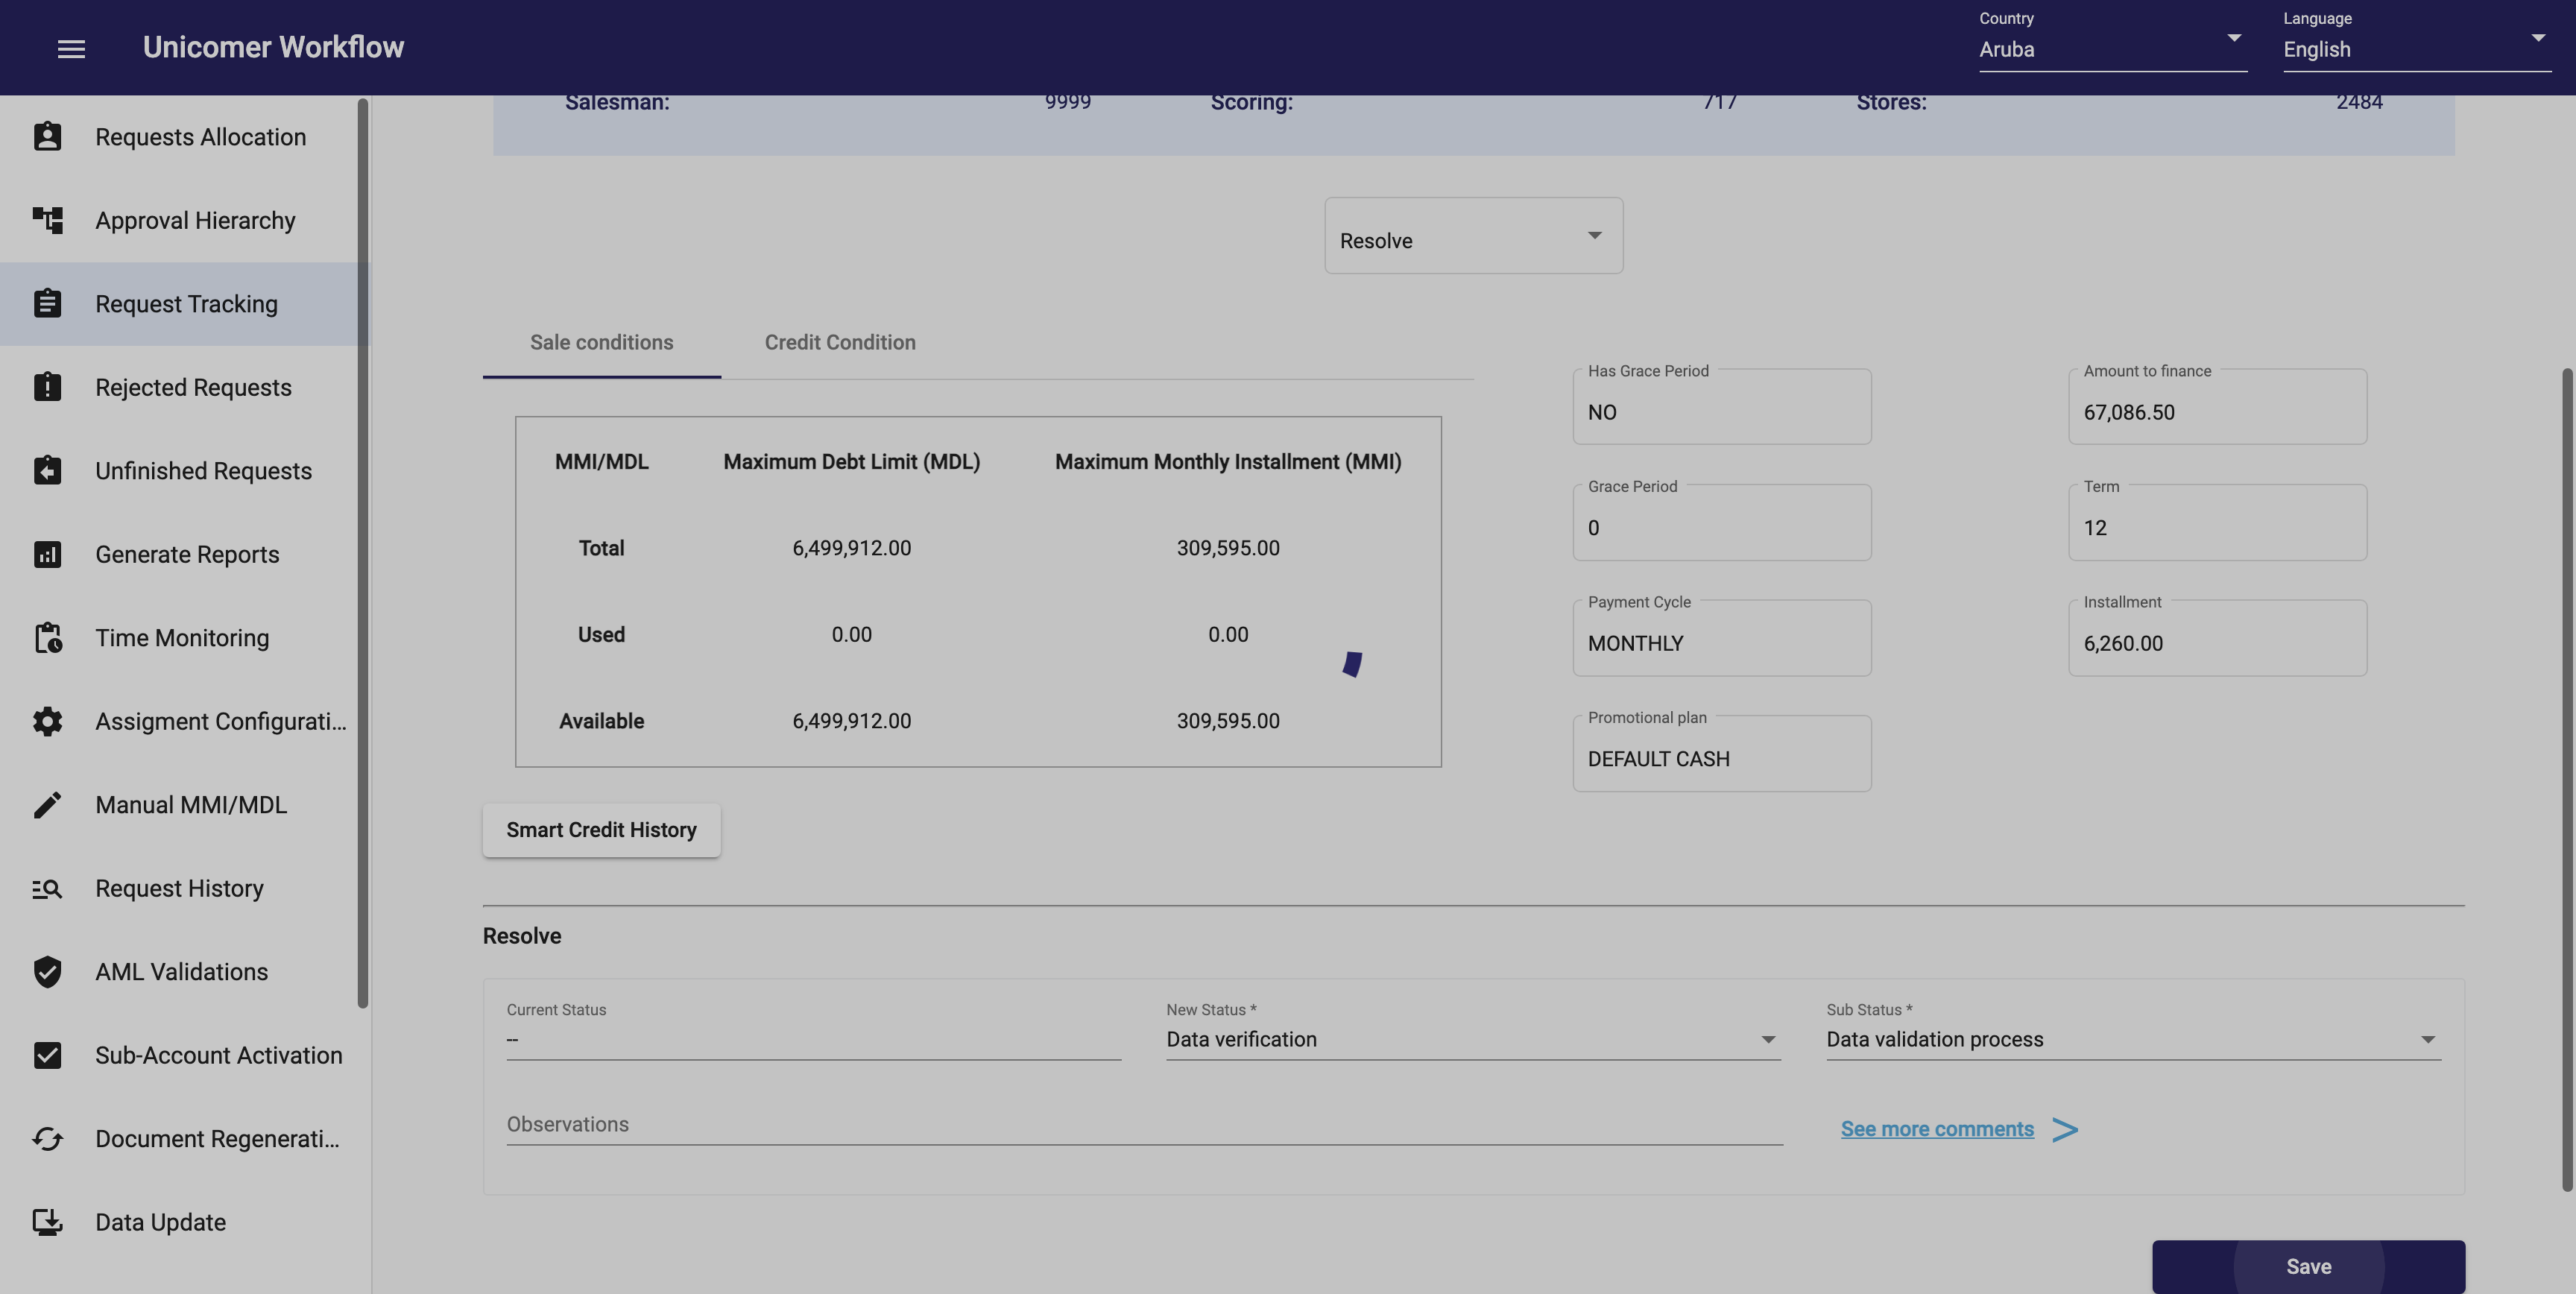 Unicomer Workflow
Country
Aruba
Language
English
Requests Allocation
Approval Hierarchy
Request Tracking
Rejected Requests
Unfinished Requests
Generate Reports
Time Monitoring
Assigment Configurati...
Manual MMI/MDL
Request History
AML Validations
Sub-Account Activation
Document Regenerati...
Data Update
Salesman: 9999 Scoring: 717 Stores: 2484
Resolve
Sale conditions Credit Condition
MMI/MDL Maximum Debt Limit (MDL) Maximum Monthly Installment (MMI)
Total 6,499,912.00 309,595.00
Used 0.00 0.00
Available 6,499,912.00 309,595.00
Has Grace Period
NO
Amount to finance
67,086.50
Grace Period
0
Term
12
Payment Cycle
MONTHLY
Installment
6,260.00
Promotional plan
DEFAULT CASH
Smart Credit History
Resolve
Current Status
--
New Status *
Data verification
Sub Status *
Data validation process
Observations
See more comments >
Save